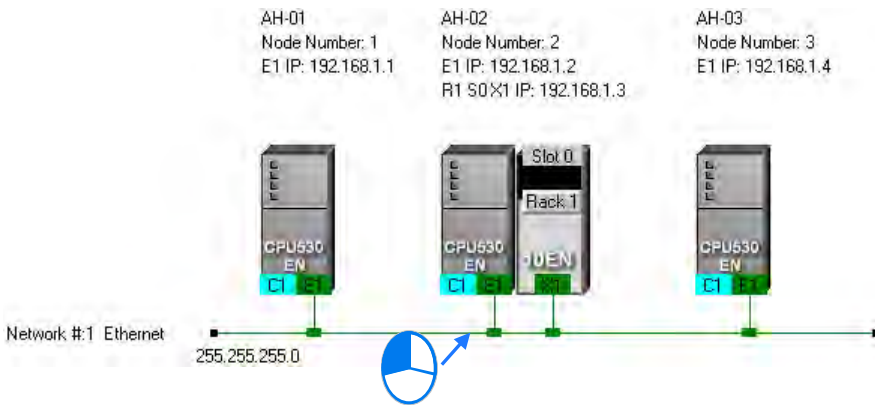 AH-01
Node Number: 1
E1 IP: 192.168.1.1
AH-02
Node Number: 2
E1 IP: 192.168.1.2
R1 S0 X1 IP: 192.168.1.3
AH-03
Node Number: 3
E1 IP: 192.168.1.4
CPU530
EN
C1 E1
CPU530
EN
C1 E1
Slot 0
Rack 1
10EN
X1
CPU530
EN
C1 E1
Network #:1 Ethernet
255.255.255.0